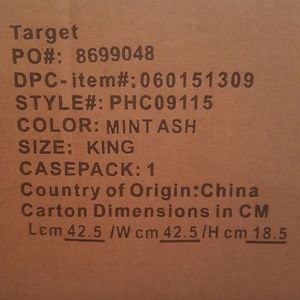 Target
PO#: 8699048
DPC-item#: 060151309
STYLE#: PHC09115
COLOR: MINT ASH
SIZE: KING
CASEPACK: 1
Country of Origin: China
Carton Dimensions in CM
Lcm 42.5 /W cm 42.5/H cm 18.5